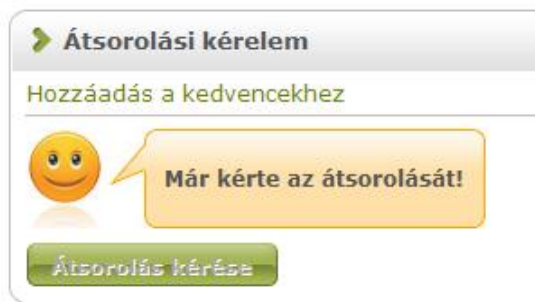 Átsorolási kérelem
Hozzáadás a kedvencekhez
Már kérte az átsorolását!
Átsorolás kérése